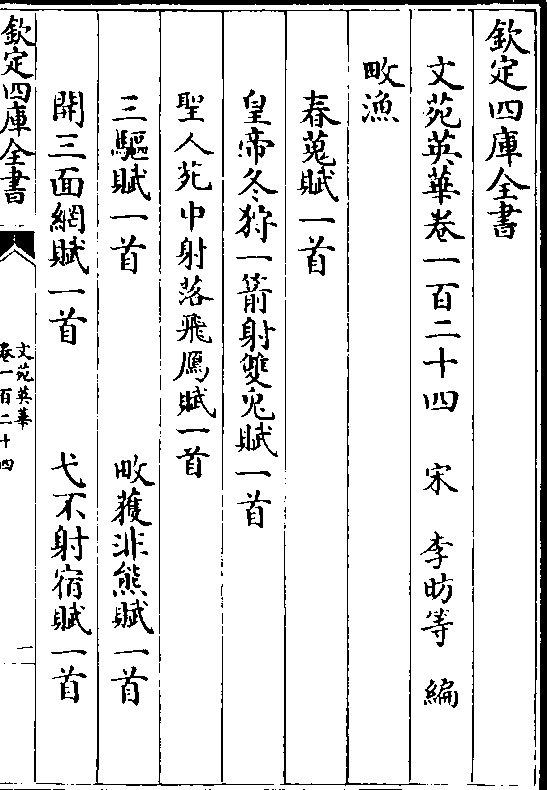 欽定四庫全書
文苑英華卷一百二十四　宋　李昉等　編
畋漁
春蒐賦一首
皇帝冬狩一箭射雙兎賦一首
聖人苑中射落飛鴈賦一首
三驅賦一首　畋獲非熊賦一首
開三面網賦一首　弋不射宿賦一首
欽定四庫全書
文苑英華
卷一百二十四
一